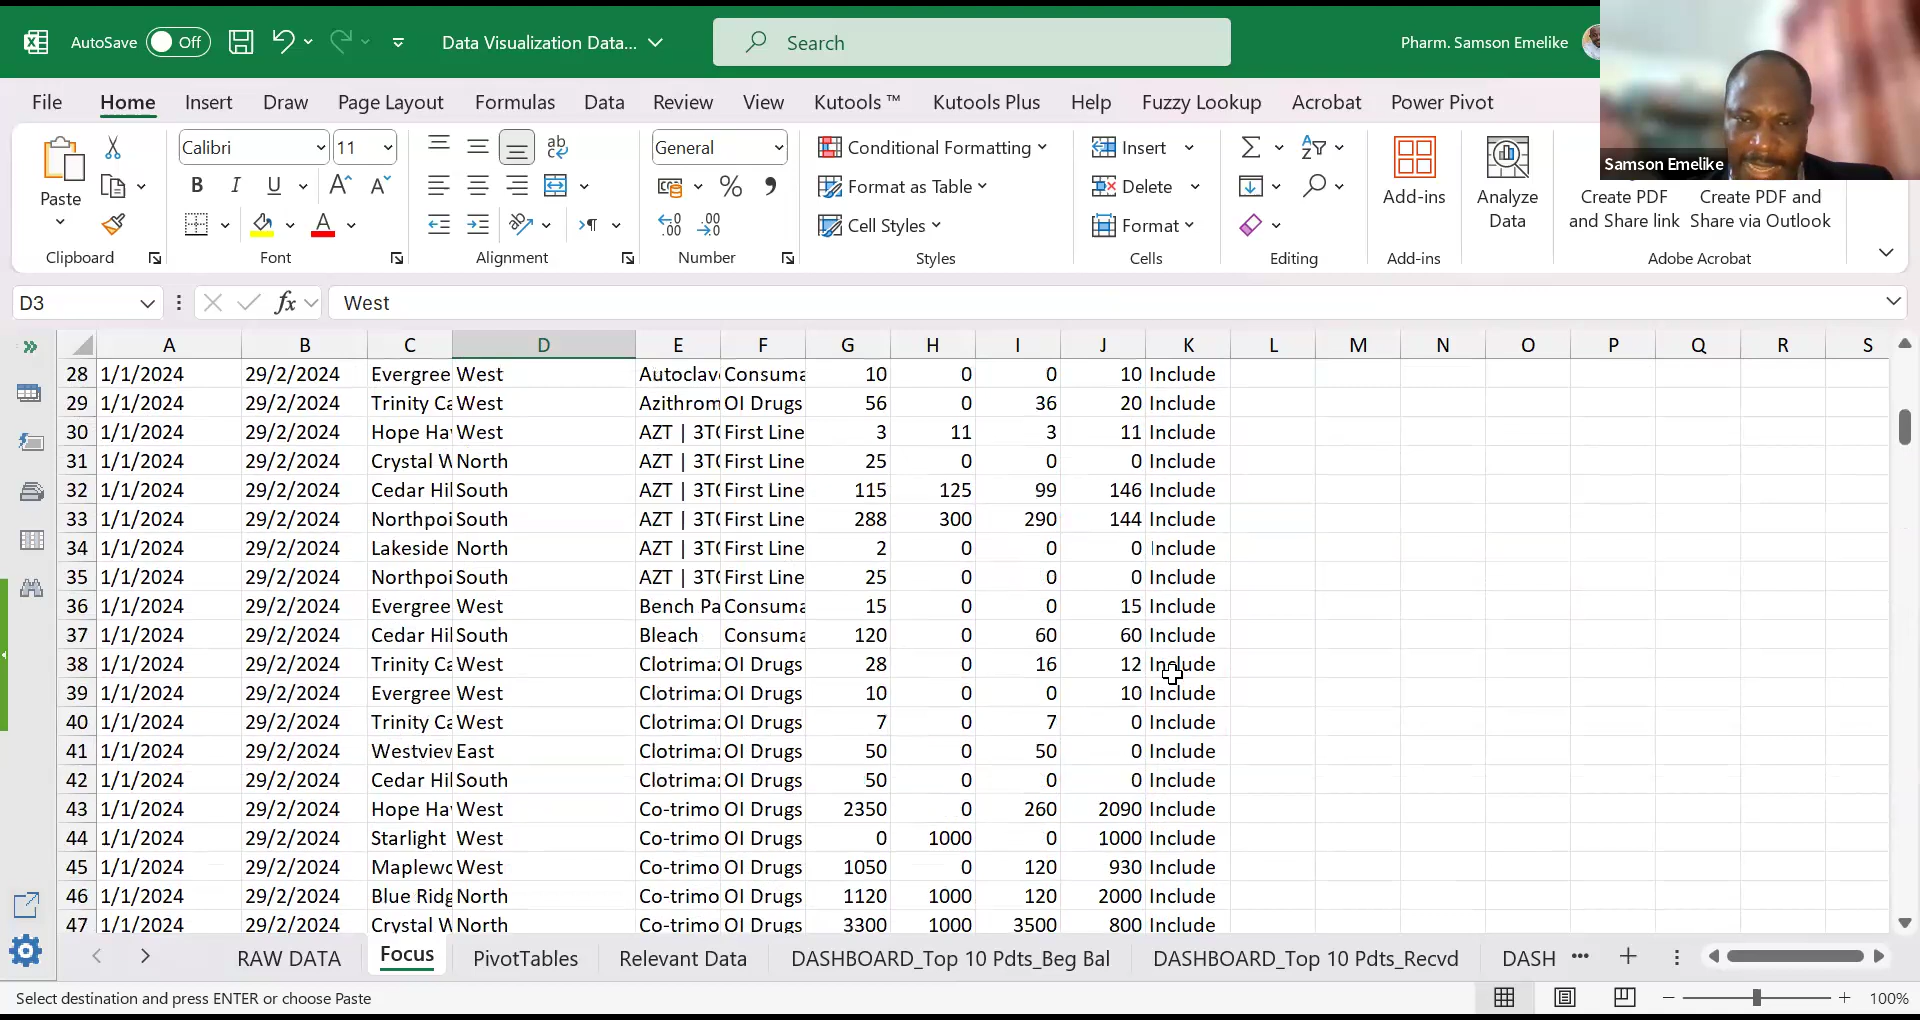 AutoSave Off Data Visualization Data... Search Pharm. Samson Emelike
File Home Insert Draw Page Layout Formulas Data Review View Kutools ™ Kutools Plus Help Fuzzy Lookup Acrobat Power Pivot
Calibri 11 General Conditional Formatting Insert
Samson Emelike
Paste Format as Table Delete Add-ins Analyze Data Create PDF and Share link Create PDF and Share via Outlook
Cell Styles Format
Clipboard Font Alignment Number Styles Cells Editing Add-ins Adobe Acrobat
D3 fx West
A B C D E F G H I J K L M N O P Q R S
28 1/1/2024 29/2/2024 Evergree West Autoclav Consuma 10 0 0 10 Include
29 1/1/2024 29/2/2024 Trinity Ca West Azithrom OI Drugs 56 0 36 20 Include
30 1/1/2024 29/2/2024 Hope Hav West AZT | 3TC First Line 3 11 3 11 Include
31 1/1/2024 29/2/2024 Crystal W North AZT | 3TC First Line 25 0 0 0 Include
32 1/1/2024 29/2/2024 Cedar Hil South AZT | 3TC First Line 115 125 99 146 Include
33 1/1/2024 29/2/2024 Northpoi South AZT | 3TC First Line 288 300 290 144 Include
34 1/1/2024 29/2/2024 Lakeside North AZT | 3TC First Line 2 0 0 0 Include
35 1/1/2024 29/2/2024 Northpoi South AZT | 3TC First Line 25 0 0 0 Include
36 1/1/2024 29/2/2024 Evergree West Bench Pa Consuma 15 0 0 15 Include
37 1/1/2024 29/2/2024 Cedar Hil South Bleach Consuma 120 0 60 60 Include
38 1/1/2024 29/2/2024 Trinity Ca West Clotrima: OI Drugs 28 0 16 12 Include
39 1/1/2024 29/2/2024 Evergree West Clotrima: OI Drugs 10 0 0 10 Include
40 1/1/2024 29/2/2024 Trinity Ca West Clotrima: OI Drugs 7 0 7 0 Include
41 1/1/2024 29/2/2024 Westview East Clotrima: OI Drugs 50 0 50 0 Include
42 1/1/2024 29/2/2024 Cedar Hil South Clotrima: OI Drugs 50 0 0 0 Include
43 1/1/2024 29/2/2024 Hope Hav West Co-trimo OI Drugs 2350 0 260 2090 Include
44 1/1/2024 29/2/2024 Starlight West Co-trimo OI Drugs 0 1000 0 1000 Include
45 1/1/2024 29/2/2024 Maplewo West Co-trimo OI Drugs 1050 0 120 930 Include
46 1/1/2024 29/2/2024 Blue Ridg North Co-trimo OI Drugs 1120 1000 120 2000 Include
47 1/1/2024 29/2/2024 Crystal W North Co-trimo OI Drugs 3300 1000 3500 800 Include
RAW DATA Focus PivotTables Relevant Data DASHBOARD_Top 10 Pdts_Beg Bal DASHBOARD_Top 10 Pdts_Recvd DASH ...
Select destination and press ENTER or choose Paste 100%